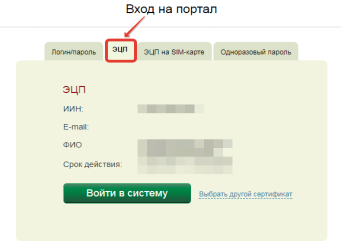 Вход на портал
Логин/пароль ЭЦП ЭЦП на SIM-карте Одноразовый пароль
ЭЦП
ИИН:
E-mail:
ФИО
Срок действия:
Войти в систему Выбрать другой сертификат